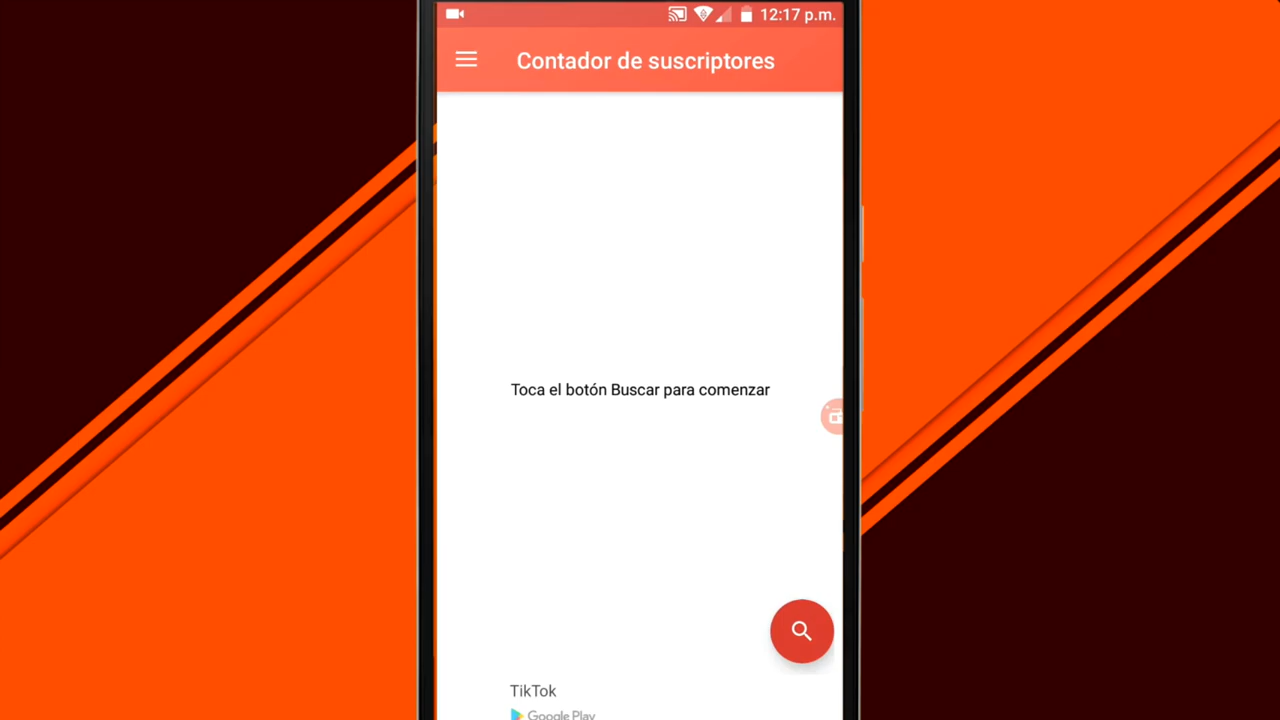 12:17 p.m.
Contador de suscriptores
Toca el botón Buscar para comenzar
TikTok
Google Play